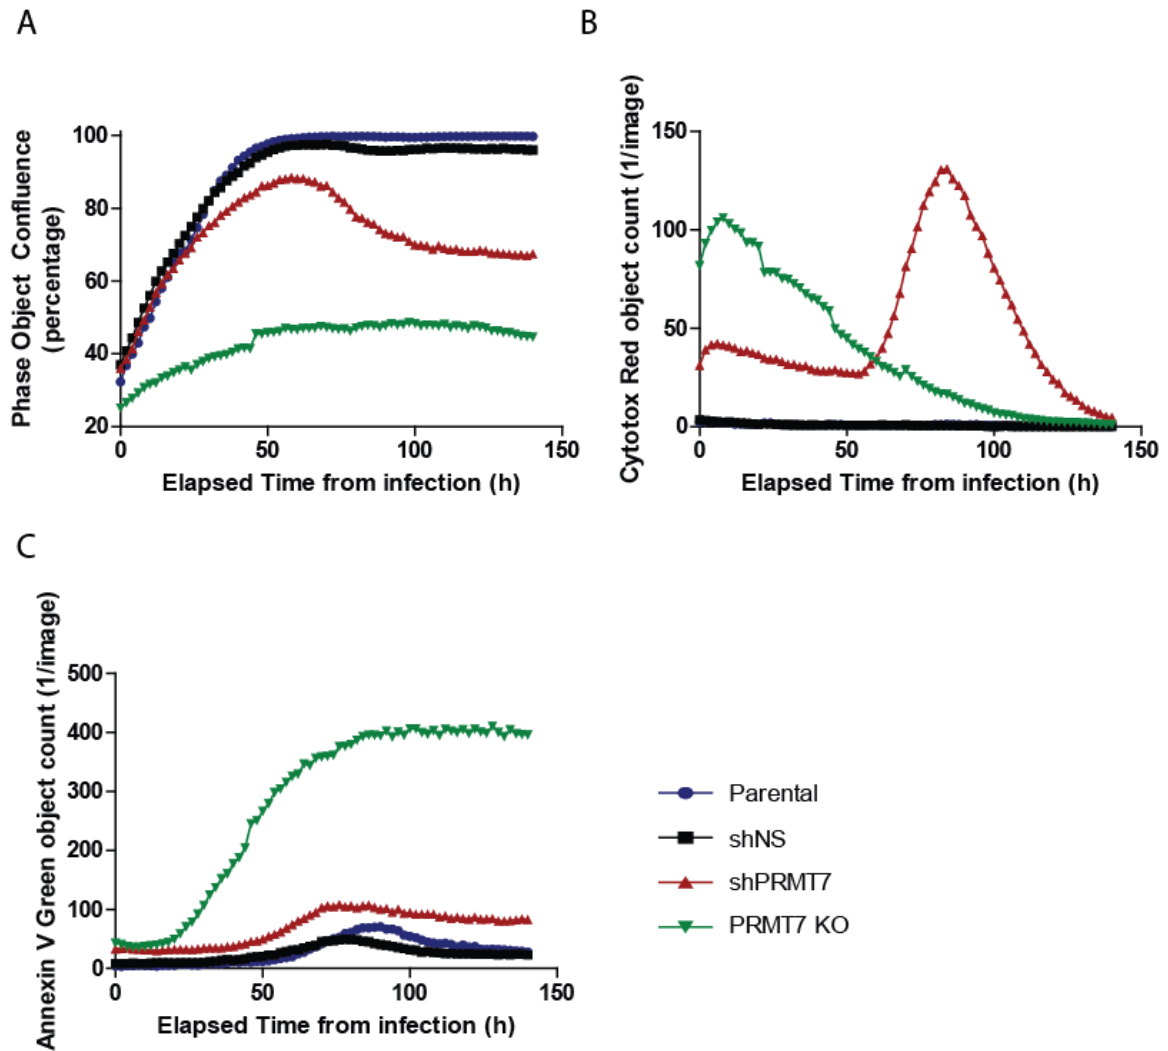 A
Phase Object Confluence
(percentage)
100
80
60
40
20
0
50
100
150
Elapsed Time from infection (h)
B
Cytotox Red object count (1/image)
150
100
50
0
0
50
100
150
Elapsed Time from infection (h)
C
Annexin V Green object count (1/image)
500
400
300
200
100
0
0
50
100
150
Elapsed Time from infection (h)
Parental
shNS
shPRMT7
PRMT7 KO